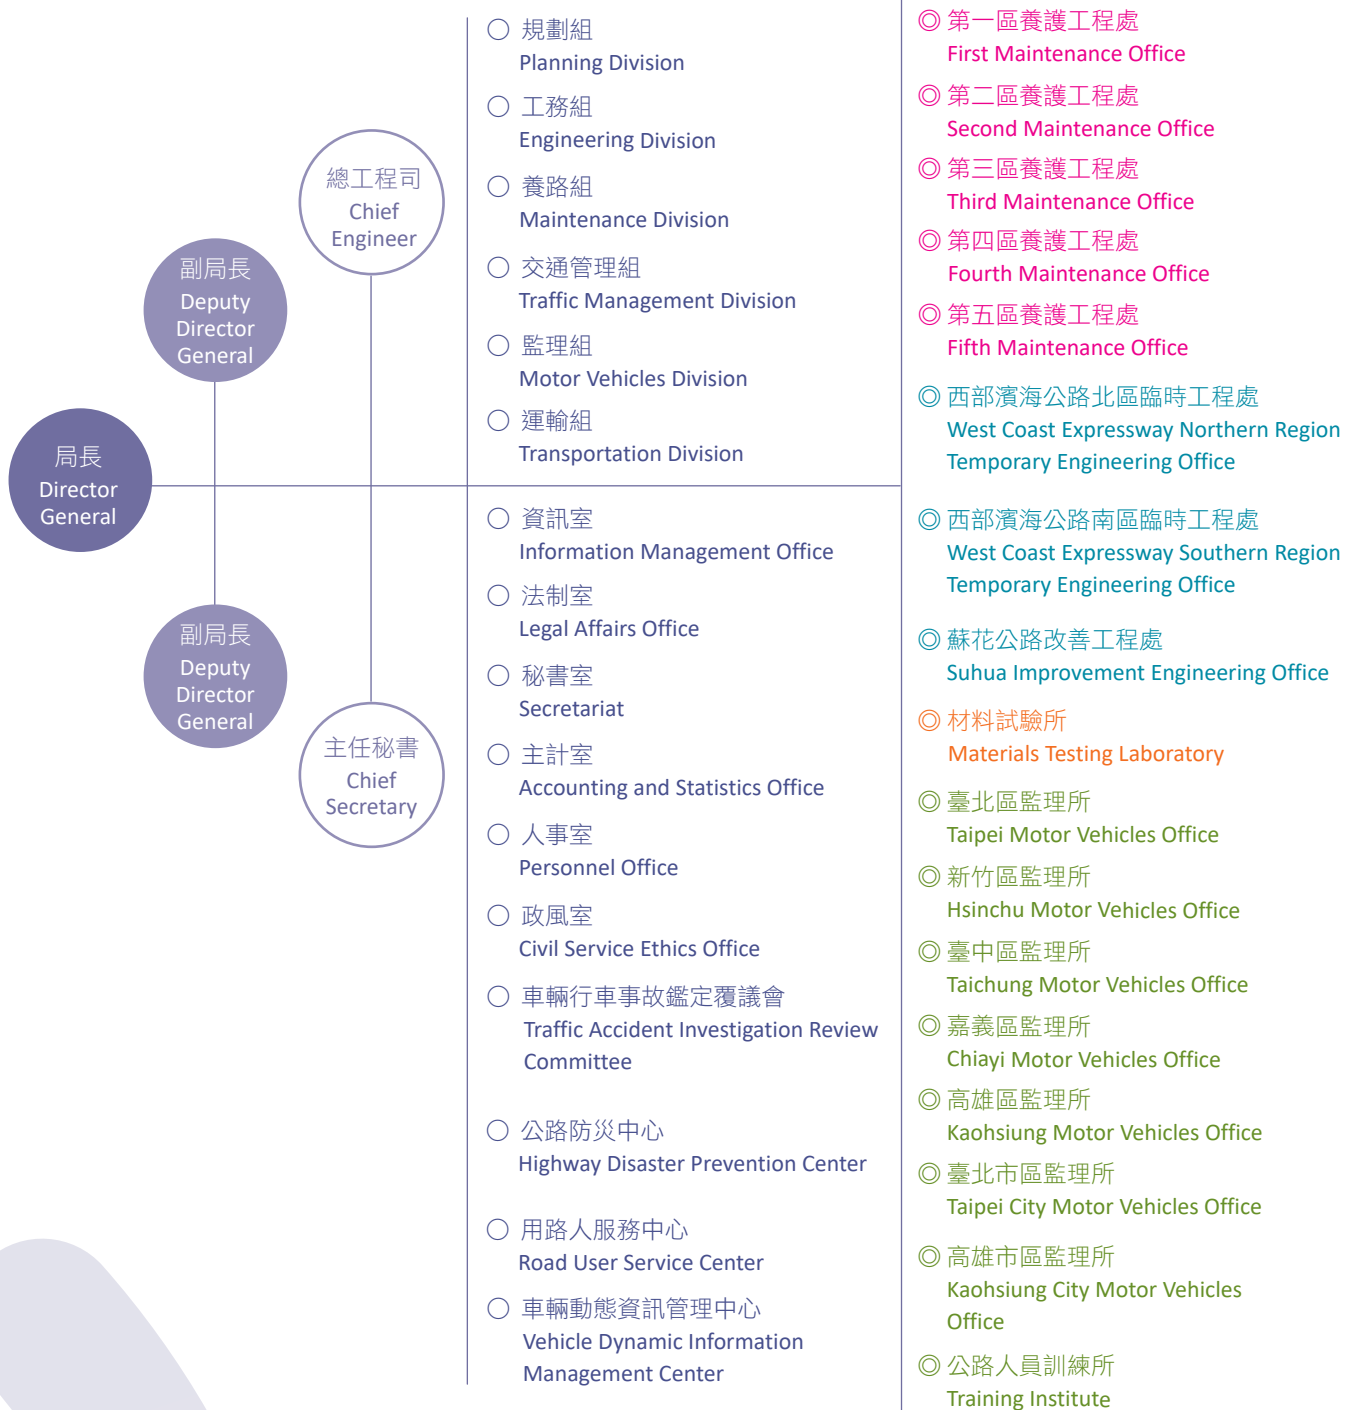 局長
Director
General
副局長
Deputy
Director
General
副局長
Deputy
Director
General
總工程司
Chief
Engineer
主任秘書
Chief
Secretary
○ 規劃組
Planning Division
○ 工務組
Engineering Division
○ 養路組
Maintenance Division
○ 交通管理組
Traffic Management Division
○ 監理組
Motor Vehicles Division
○ 運輸組
Transportation Division
○ 資訊室
Information Management Office
○ 法制室
Legal Affairs Office
○ 秘書室
Secretariat
○ 主計室
Accounting and Statistics Office
○ 人事室
Personnel Office
○ 政風室
Civil Service Ethics Office
○ 車輛行車事故鑑定覆議會
Traffic Accident Investigation Review
Committee
○ 公路防災中心
Highway Disaster Prevention Center
○ 用路人服務中心
Road User Service Center
○ 車輛動態資訊管理中心
Vehicle Dynamic Information
Management Center
◎ 第一區養護工程處
First Maintenance Office
◎ 第二區養護工程處
Second Maintenance Office
◎ 第三區養護工程處
Third Maintenance Office
◎ 第四區養護工程處
Fourth Maintenance Office
◎ 第五區養護工程處
Fifth Maintenance Office
◎ 西部濱海公路北區臨時工程處
West Coast Expressway Northern Region
Temporary Engineering Office
◎ 西部濱海公路南區臨時工程處
West Coast Expressway Southern Region
Temporary Engineering Office
◎ 蘇花公路改善工程處
Suhua Improvement Engineering Office
◎ 材料試驗所
Materials Testing Laboratory
◎ 臺北區監理所
Taipei Motor Vehicles Office
◎ 新竹區監理所
Hsinchu Motor Vehicles Office
◎ 臺中區監理所
Taichung Motor Vehicles Office
◎ 嘉義區監理所
Chiayi Motor Vehicles Office
◎ 高雄區監理所
Kaohsiung Motor Vehicles Office
◎ 臺北市區監理所
Taipei City Motor Vehicles Office
◎ 高雄市區監理所
Kaohsiung City Motor Vehicles
Office
◎ 公路人員訓練所
Training Institute